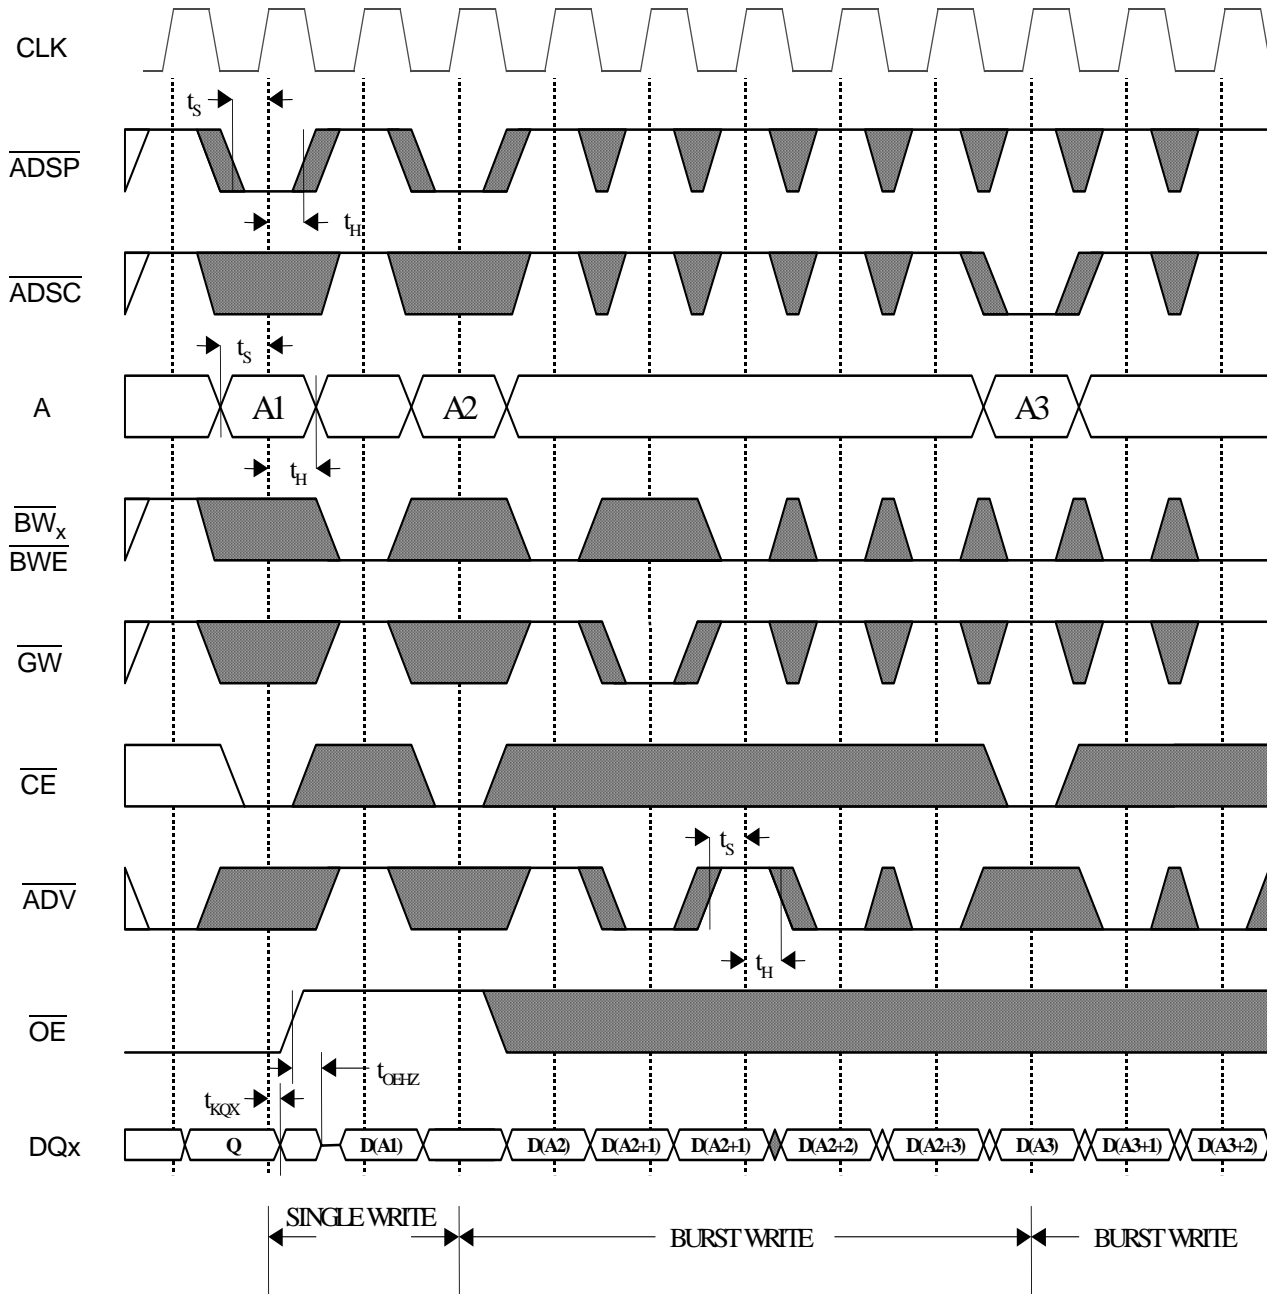 CLK
tS
ADSP
tH
ADSC
tS
A A1 A2 A3
tH
BWx
BWE
GW
CE
tS
ADV
tH
OE
tOEHZ
tKQX
DQx Q D(A1) D(A2) D(A2+1) D(A2+1) D(A2+2) D(A2+3) D(A3) D(A3+1) D(A3+2)
SINGLE WRITE
BURST WRITE BURST WRITE